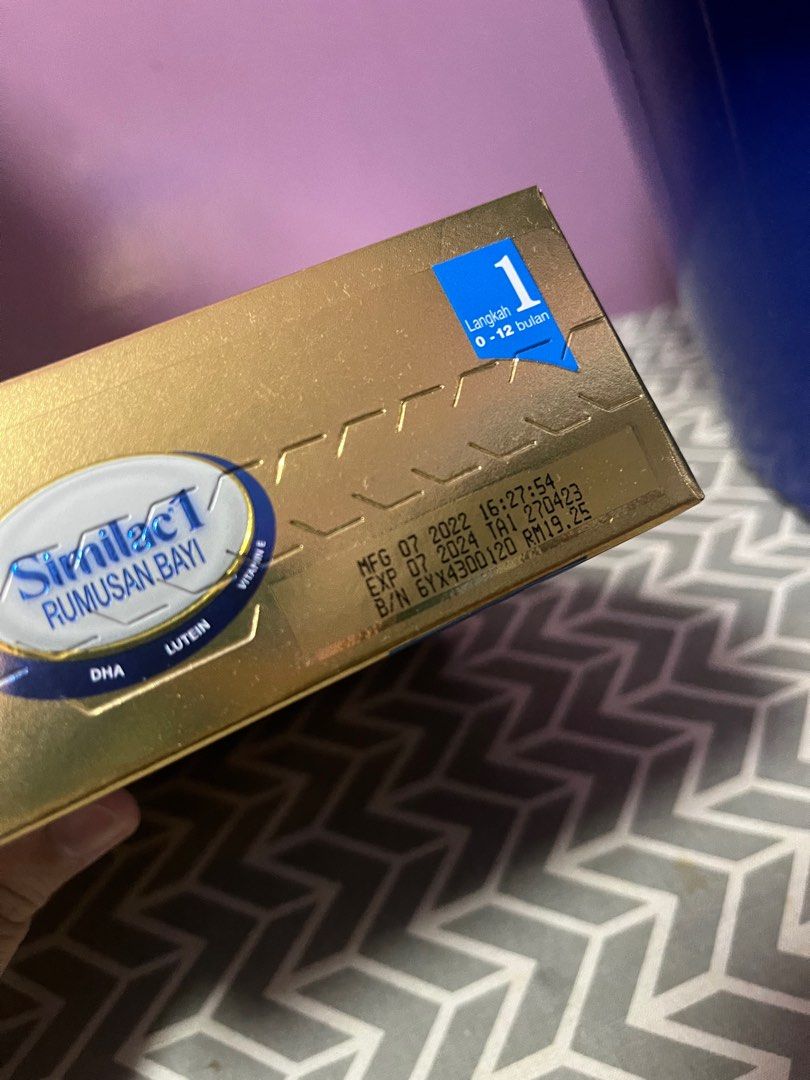 Langkah 1
0 - 12 bulan
Similac 1
RUMUSAN BAYI
DHA
LUTEIN
VITAMIN E
MFG 07 2022 16:27:54
EXP 07 2024 TA1 270423
B/N 6YX4300120 RM19.25